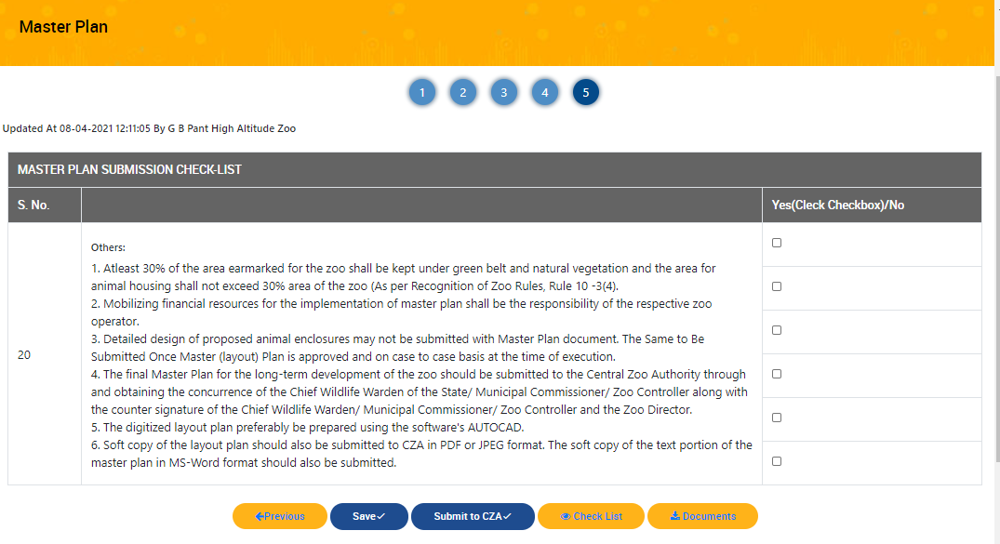 Master Plan
1 2 3 4 5
Updated At 08-04-2021 12:11:05 By G B Pant High Altitude Zoo
MASTER PLAN SUBMISSION CHECK-LIST
S. No. Yes(Cleck Checkbox)/No
20
Others:
1. Atleast 30% of the area earmarked for the zoo shall be kept under green belt and natural vegetation and the area for
animal housing shall not exceed 30% area of the zoo (As per Recognition of Zoo Rules, Rule 10 -3(4).
2. Mobilizing financial resources for the implementation of master plan shall be the responsibility of the respective zoo
operator.
3. Detailed design of proposed animal enclosures may not be submitted with Master Plan document. The Same to Be
Submitted Once Master (layout) Plan is approved and on case to case basis at the time of execution.
4. The final Master Plan for the long-term development of the zoo should be submitted to the Central Zoo Authority through
and obtaining the concurrence of the Chief Wildlife Warden of the State/ Municipal Commissioner/ Zoo Controller along with
the counter signature of the Chief Wildlife Warden/ Municipal Commissioner/ Zoo Controller and the Zoo Director.
5. The digitized layout plan preferably be prepared using the software's AUTOCAD.
6. Soft copy of the layout plan should also be submitted to CZA in PDF or JPEG format. The soft copy of the text portion of the
master plan in MS-Word format should also be submitted.
Previous Save Submit to CZA Check List Documents